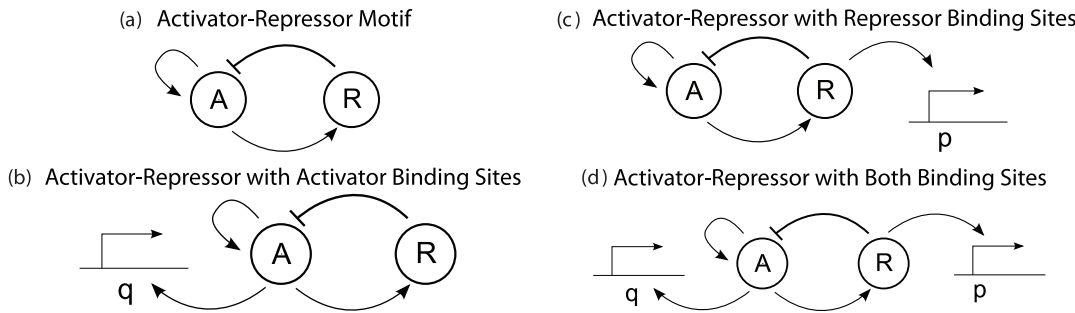 (a) Activator-Repressor Motif
A
R
(b) Activator-Repressor with Activator Binding Sites
q
A
R
(c) Activator-Repressor with Repressor Binding Sites
A
R
p
(d) Activator-Repressor with Both Binding Sites
q
A
R
p